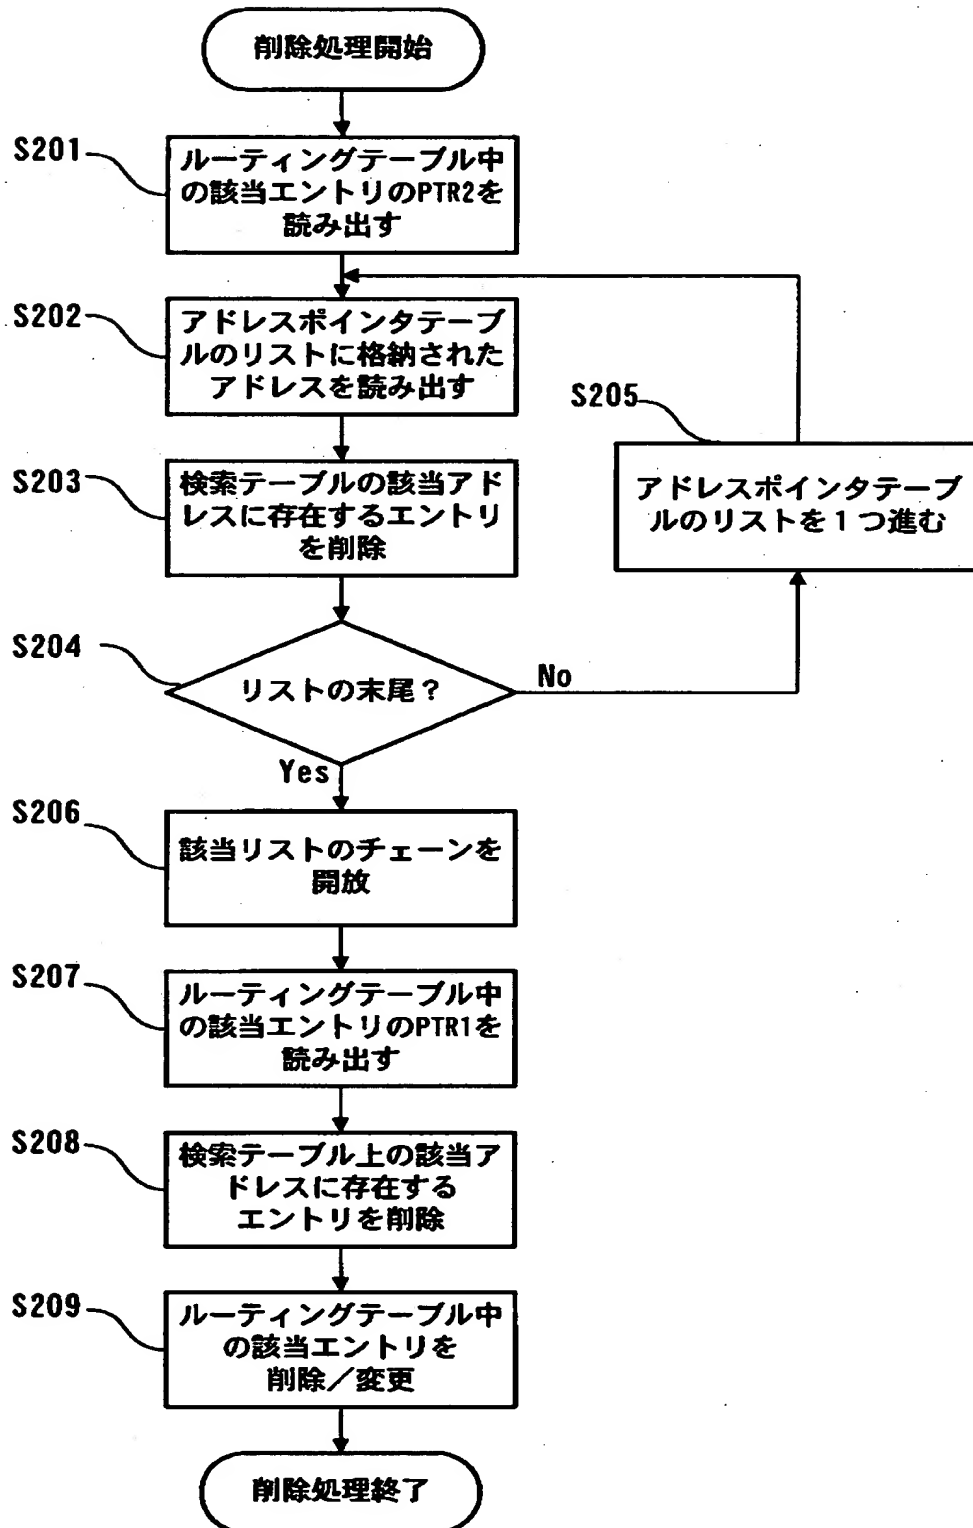 削除処理開始
S201
ルーティングテーブル中
の該当エントリのPTR2を
読み出す
S202
アドレスポインタテーブ
ルのリストに格納された
アドレスを読み出す
S203
検索テーブルの該当アド
レスに存在するエントリ
を削除
S204
リストの末尾？
No
Yes
S205
アドレスポインタテーブ
ルのリストを１つ進む
S206
該当リストのチェーンを
開放
S207
ルーティングテーブル中
の該当エントリのPTR1を
読み出す
S208
検索テーブル上の該当ア
ドレスに存在する
エントリを削除
S209
ルーティングテーブル中
の該当エントリを
削除／変更
削除処理終了